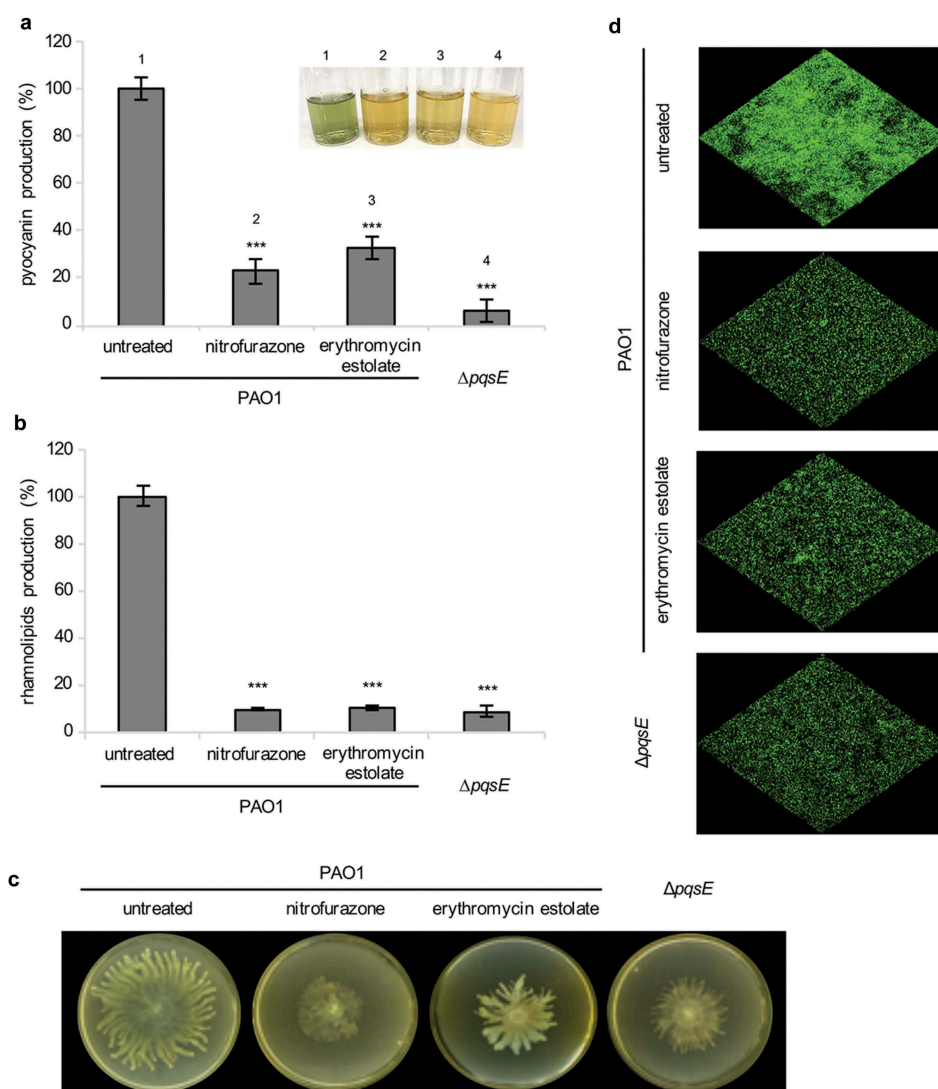 a
pyocyanin production (%)
120
100
80
60
40
20
0
1
2
***
3
***
4
***
1 2 3 4
untreated nitrofurazone erythromycin
estolate
ΔpqsE
PAO1
b
rhamnolipids production (%)
120
100
80
60
40
20
0
*** *** ***
untreated nitrofurazone erythromycin
estolate
ΔpqsE
PAO1
c
PAO1
untreated nitrofurazone erythromycin estolate
ΔpqsE
d
PAO1
untreated
nitrofurazone
erythromycin estolate
ΔpqsE